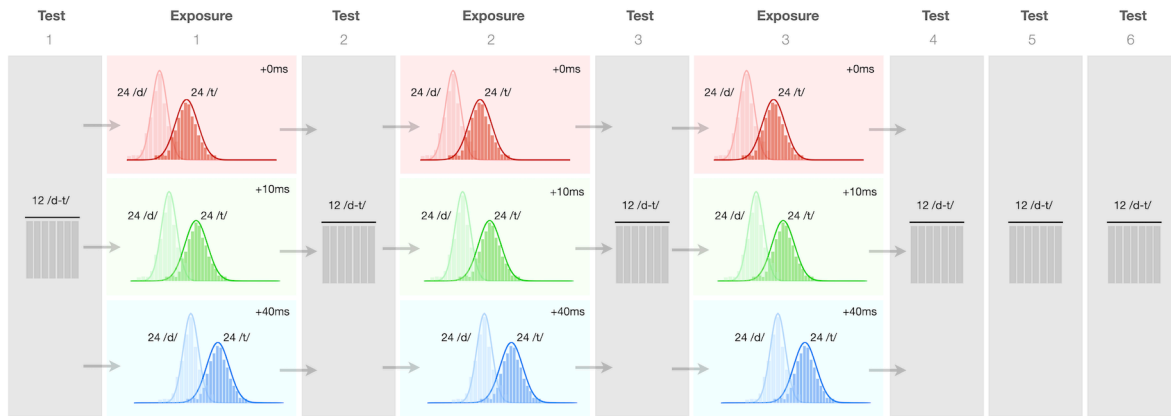 Test Exposure Test Exposure Test Exposure Test Test Test
1 1 2 2 3 3 4 5 6
+0ms +0ms +0ms
24 /d/ 24 /t/ 24 /d/ 24 /t/ 24 /d/ 24 /t/
+10ms +10ms +10ms
12 /d-t/ 12 /d-t/ 12 /d-t/ 12 /d-t/ 12 /d-t/ 12 /d-t/
24 /d/ 24 /t/ 24 /d/ 24 /t/ 24 /d/ 24 /t/
+40ms +40ms +40ms
24 /d/ 24 /t/ 24 /d/ 24 /t/ 24 /d/ 24 /t/